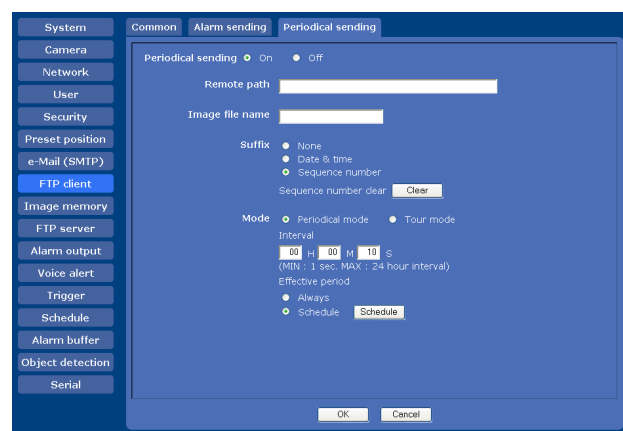 System
Camera
Network
User
Security
Preset position
e-Mail (SMTP)
FTP client
Image memory
FTP server
Alarm output
Voice alert
Trigger
Schedule
Alarm buffer
Object detection
Serial
Common Alarm sending Periodical sending
Periodical sending On Off
Remote path
Image file name
Suffix None
Date & time
Sequence number
Sequence number clear Clear
Mode Periodical mode Tour mode
Interval
00 H 00 M 10 S
(MIN : 1 sec. MAX : 24 hour interval)
Effective period
Always
Schedule Schedule
OK Cancel